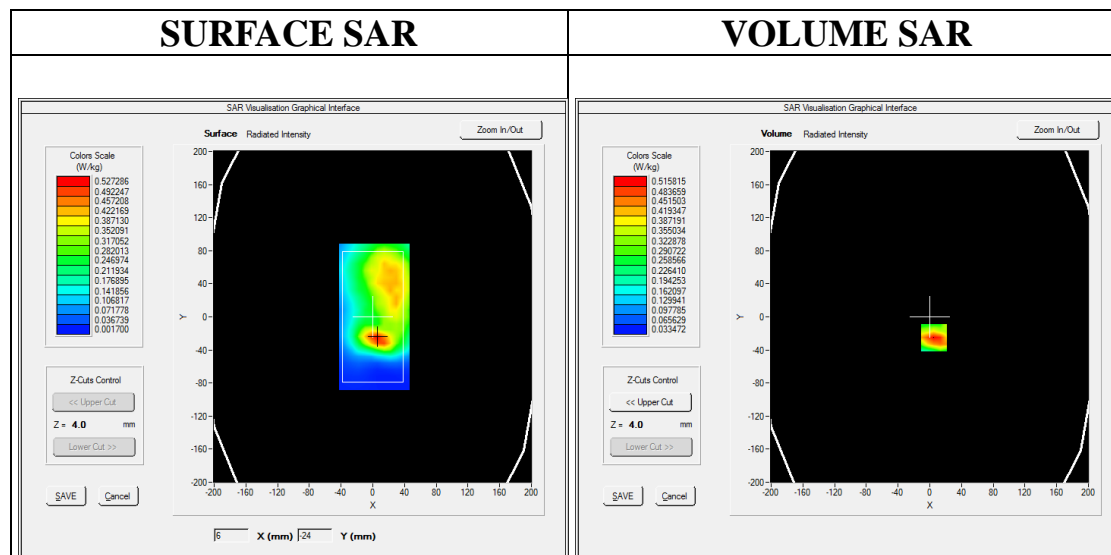 SURFACE SAR
VOLUME SAR
SAR Visualisation Graphical Interface
Surface Radiated Intensity
Zoom In/Out
Colors Scale
(W/kg)
0.527286
0.492247
0.457208
0.422169
0.387130
0.352091
0.317052
0.282013
0.246974
0.211934
0.176895
0.141856
0.106817
0.071778
0.036739
0.001700
Z-Cuts Control
<< Upper Cut
Z = 4.0 mm
Lower Cut >>
SAVE Cancel
200
160
120
80
40
0
-40
-80
-120
-160
-200
Y
-200 -160 -120 -80 -40 0 40 80 120 160 200
X
6 X (mm) -24 Y (mm)
SAR Visualisation Graphical Interface
Volume Radiated Intensity
Zoom In/Out
Colors Scale
(W/kg)
0.515815
0.483659
0.451503
0.419347
0.387191
0.355034
0.322878
0.290722
0.258566
0.226410
0.194253
0.162097
0.129941
0.097785
0.065629
0.033472
Z-Cuts Control
<< Upper Cut
Z = 4.0 mm
Lower Cut >>
SAVE Cancel
200
160
120
80
40
0
-40
-80
-120
-160
-200
Y
-200 -160 -120 -80 -40 0 40 80 120 160 200
X